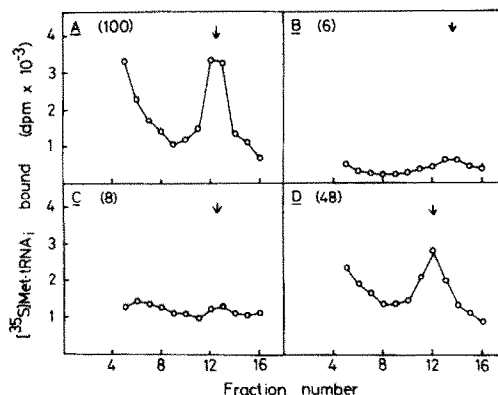 A (100)
B (6)
C (8)
D (48)
4
3
2
1
4
3
2
1
[35S]Met-tRNAi bound (dpm x 10-3)
4 8 12 16 4 8 12 16
Fraction number